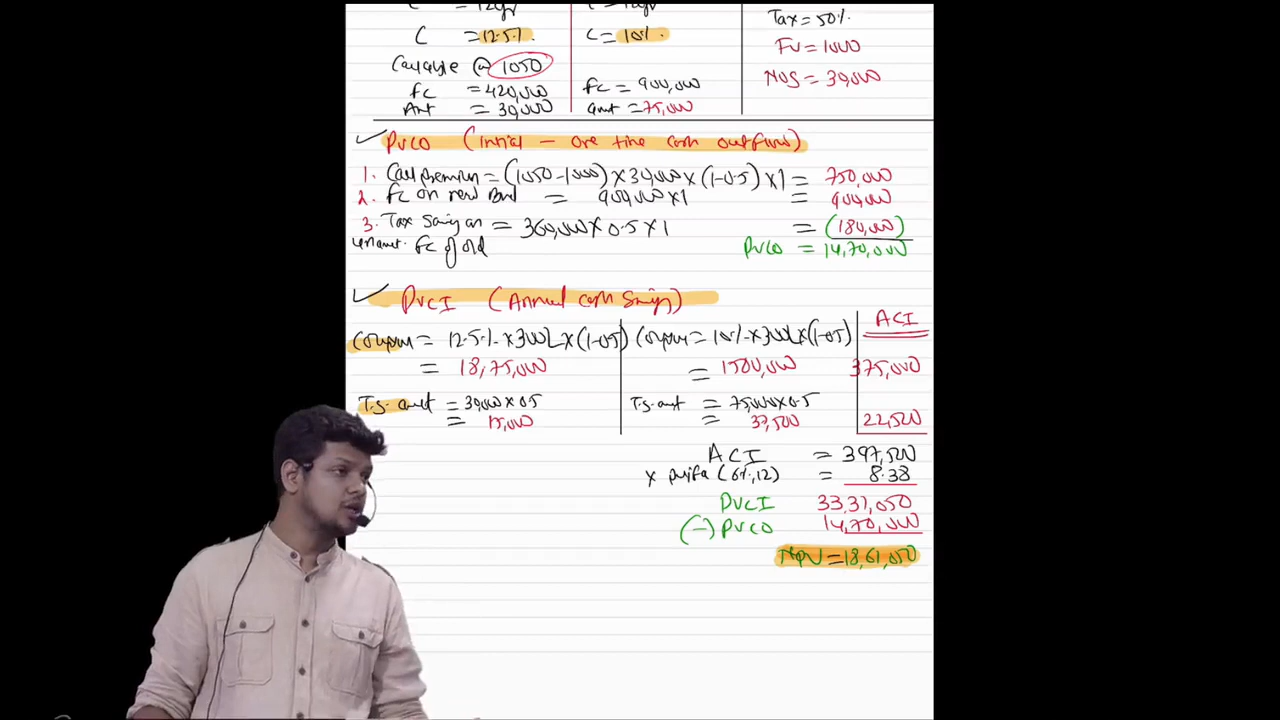 C = 12.5%
Callable @ 1050
fc = 420,000
Amt = 30,000
C = 10%.
fc = 900,000
amt = 75,000
Tax = 50%
FV = 1000
NOS = 30,000
PVCO (Initial – One time cash outflows)
1. Call premium = (1050-1000) × 30,000 × (1-0.5) × 1 = 750,000
2. fc on new Bond = 900,000 × 1 = 900,000
3. Tax Saving on = 360,000 × 0.5 × 1 = (180,000)
unamt. fc of old
PVCO = 14,70,000
PVCI (Annual cash Savings)
ACI
Coupon = 12.5% × 300L × (1-0.5)
= 18,75,000
Coupon = 10% × 300L × (1-0.5)
= 1500,000
375,000
T.S. amt = 30,000 × 0.5
= 15,000
T.S. amt = 75,000 × 0.5
= 37,500
22,500
ACI = 397,500
× pvifa (6%, 12) = 8.38
PVCI 33,31,050
(-) PVCO 14,70,000
NPV = 18,61,050